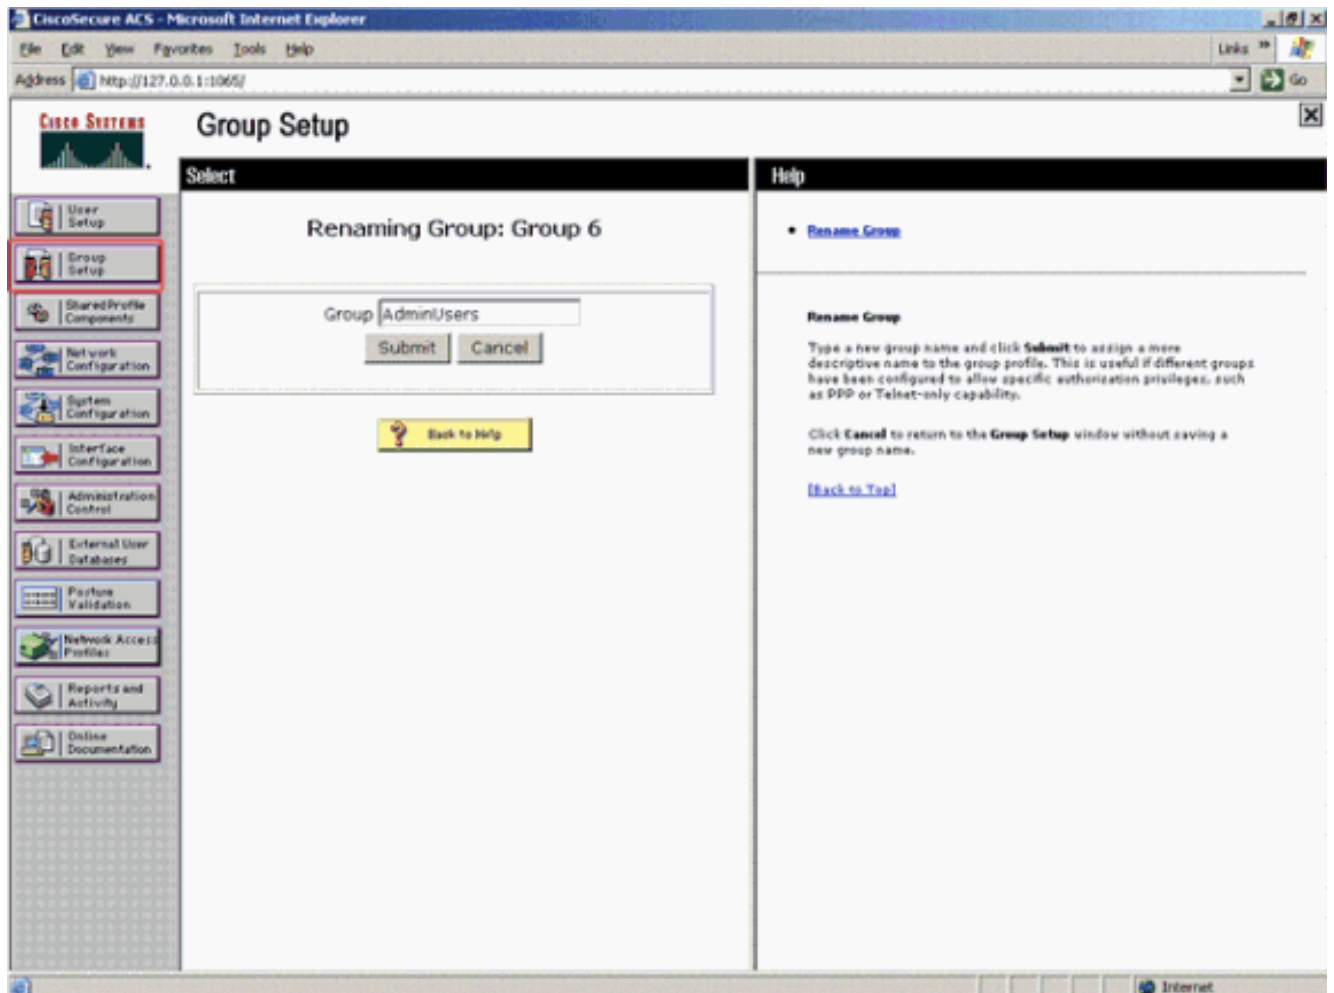 CiscoSecure ACS - Microsoft Internet Explorer
File Edit View Favorites Tools Help
Links »
Address http://127.0.0.1:1065/
Go
CISCO SYSTEMS
Group Setup
Select
Help
User
Setup
Group
Setup
Shared Profile
Components
Network
Configuration
System
Configuration
Interface
Configuration
Administration
Control
External User
Databases
Posture
Validation
Network Access
Profiles
Reports and
Activity
Online
Documentation
Renaming Group: Group 6
Group AdminUsers
Submit Cancel
? Back to Help
• Rename Group
Rename Group
Type a new group name and click Submit to assign a more
descriptive name to the group profile. This is useful if different groups
have been configured to allow specific authorization privileges, such
as PPP or Telnet-only capability.
Click Cancel to return to the Group Setup window without saving a
new group name.
[Back to Top]
Internet